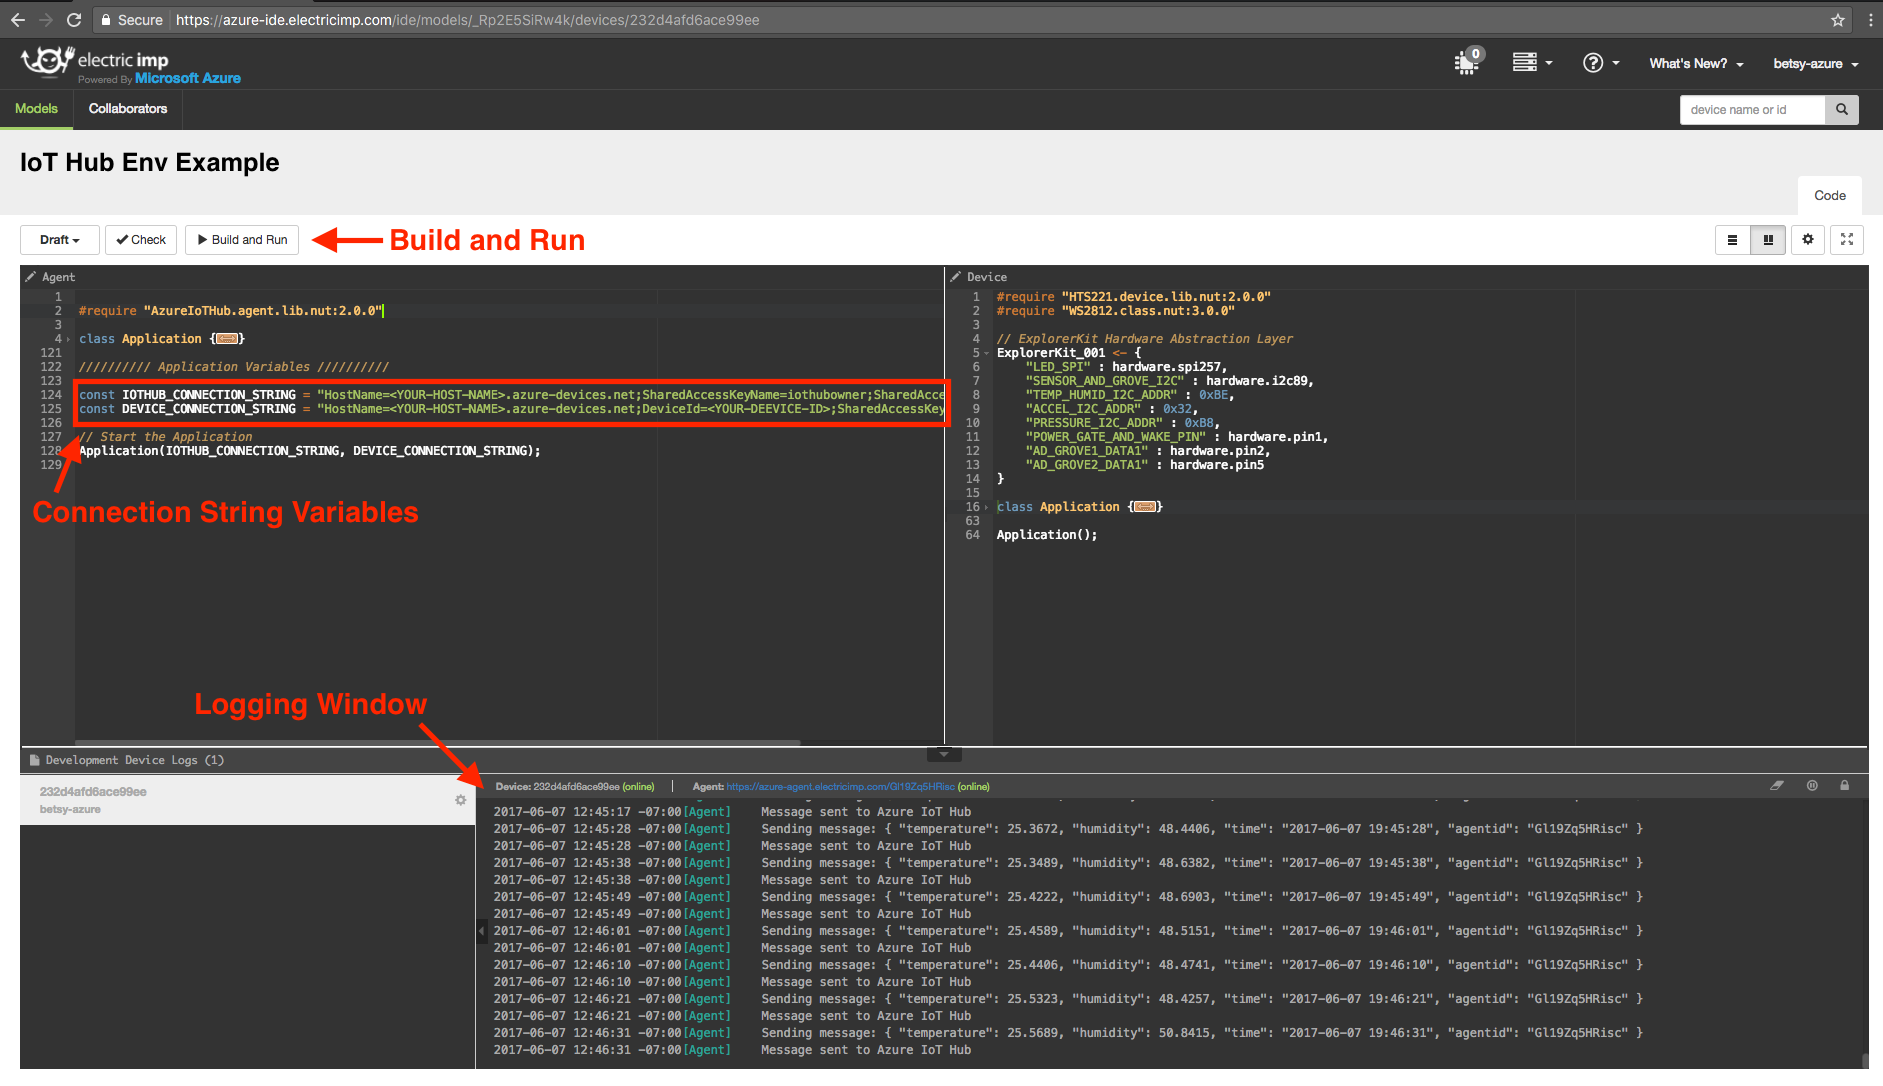 Secure https://azure-ide.electricimp.com/ide/models/_Rp2E5SiRw4k/devices/232d4afd6ace99ee
electric imp
Powered By Microsoft Azure
0
What's New?
betsy-azure
Models
Collaborators
device name or id
IoT Hub Env Example
Code
Draft
Check
Build and Run
Build and Run
Agent
1
2 #require "AzureIoTHub.agent.lib.nut:2.0.0"
3
4 class Application {<-->}
121
122 ////////// Application Variables //////////
123
124 const IOTHUB_CONNECTION_STRING = "HostName=<YOUR-HOST-NAME>.azure-devices.net;SharedAccessKeyName=iothubowner;SharedAcce
125 const DEVICE_CONNECTION_STRING = "HostName=<YOUR-HOST-NAME>.azure-devices.net;DeviceId=<YOUR-DEEVICE-ID>;SharedAccessKey
126
127 // Start the Application
128 Application(IOTHUB_CONNECTION_STRING, DEVICE_CONNECTION_STRING);
129
Connection String Variables
Device
1 #require "HTS221.device.lib.nut:2.0.0"
2 #require "WS2812.class.nut:3.0.0"
3
4 // ExplorerKit Hardware Abstraction Layer
5 ExplorerKit_001 <- {
6 "LED_SPI" : hardware.spi257,
7 "SENSOR_AND_GROVE_I2C" : hardware.i2c89,
8 "TEMP_HUMID_I2C_ADDR" : 0xBE,
9 "ACCEL_I2C_ADDR" : 0x32,
10 "PRESSURE_I2C_ADDR" : 0xB8,
11 "POWER_GATE_AND_WAKE_PIN" : hardware.pin1,
12 "AD_GROVE1_DATA1" : hardware.pin2,
13 "AD_GROVE2_DATA1" : hardware.pin5
14 }
15
16 class Application {<-->}
63
64 Application();
Logging Window
Development Device Logs (1)
232d4afd6ace99ee
betsy-azure
Device: 232d4afd6ace99ee (online) | Agent: https://azure-agent.electricimp.com/Gl19Zq5HRisc (online)
2017-06-07 12:45:17 -07:00[Agent] Message sent to Azure IoT Hub
2017-06-07 12:45:28 -07:00[Agent] Sending message: { "temperature": 25.3672, "humidity": 48.4406, "time": "2017-06-07 19:45:28", "agentid": "Gl19Zq5HRisc" }
2017-06-07 12:45:28 -07:00[Agent] Message sent to Azure IoT Hub
2017-06-07 12:45:38 -07:00[Agent] Sending message: { "temperature": 25.3489, "humidity": 48.6382, "time": "2017-06-07 19:45:38", "agentid": "Gl19Zq5HRisc" }
2017-06-07 12:45:38 -07:00[Agent] Message sent to Azure IoT Hub
2017-06-07 12:45:49 -07:00[Agent] Sending message: { "temperature": 25.4222, "humidity": 48.6903, "time": "2017-06-07 19:45:49", "agentid": "Gl19Zq5HRisc" }
2017-06-07 12:45:49 -07:00[Agent] Message sent to Azure IoT Hub
2017-06-07 12:46:01 -07:00[Agent] Sending message: { "temperature": 25.4589, "humidity": 48.5151, "time": "2017-06-07 19:46:01", "agentid": "Gl19Zq5HRisc" }
2017-06-07 12:46:01 -07:00[Agent] Message sent to Azure IoT Hub
2017-06-07 12:46:10 -07:00[Agent] Sending message: { "temperature": 25.4406, "humidity": 48.4741, "time": "2017-06-07 19:46:10", "agentid": "Gl19Zq5HRisc" }
2017-06-07 12:46:10 -07:00[Agent] Message sent to Azure IoT Hub
2017-06-07 12:46:21 -07:00[Agent] Sending message: { "temperature": 25.5323, "humidity": 48.4257, "time": "2017-06-07 19:46:21", "agentid": "Gl19Zq5HRisc" }
2017-06-07 12:46:21 -07:00[Agent] Message sent to Azure IoT Hub
2017-06-07 12:46:31 -07:00[Agent] Sending message: { "temperature": 25.5689, "humidity": 50.8415, "time": "2017-06-07 19:46:31", "agentid": "Gl19Zq5HRisc" }
2017-06-07 12:46:31 -07:00[Agent] Message sent to Azure IoT Hub